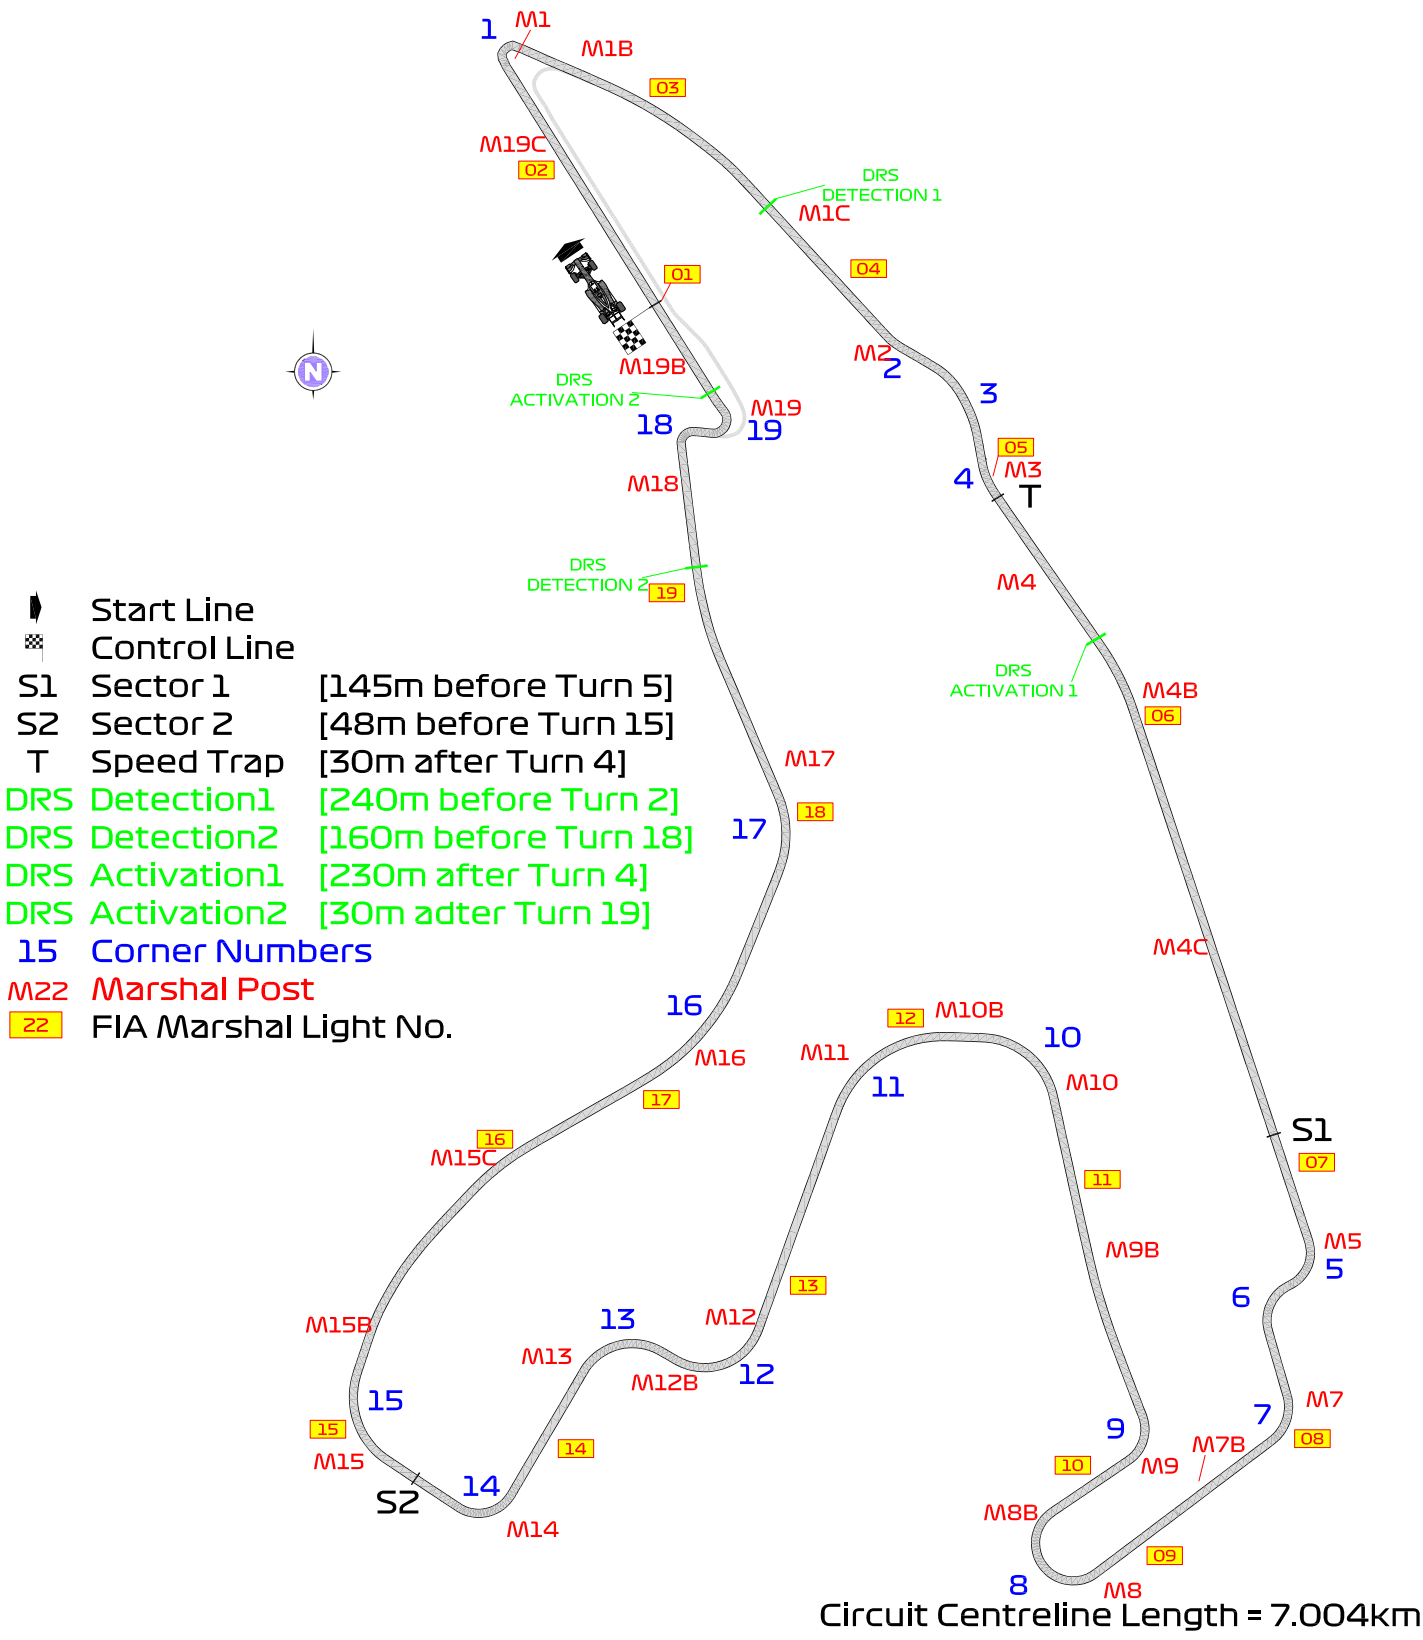 1
M1
M1B
03
M19C
02
DRS
DETECTION 1
M1C
04
01
M2
2
M19B
N
DRS
ACTIVATION 2
3
M19
18
19
05
M3
4
T
M18
DRS
DETECTION 2
19
M4
Start Line
Control Line
S1 Sector 1 [145m before Turn 5]
S2 Sector 2 [48m before Turn 15]
T Speed Trap [30m after Turn 4]
DRS Detection1 [240m before Turn 2]
DRS Detection2 [160m before Turn 18]
DRS Activation1 [230m after Turn 4]
DRS Activation2 [30m adter Turn 19]
15 Corner Numbers
M22 Marshal Post
22 FIA Marshal Light No.
DRS
ACTIVATION 1
M4B
06
M17
18
17
M4C
16
M16
17
12
M10B
10
M11
11
M10
S1
07
16
M15C
11
M9B
M5
5
6
13
M12
13
M13
M12B
12
M15B
15
15
M15
14
14
S2
M14
M7
7
08
M7B
9
M9
10
M8B
09
8
M8
Circuit Centreline Length = 7.004km